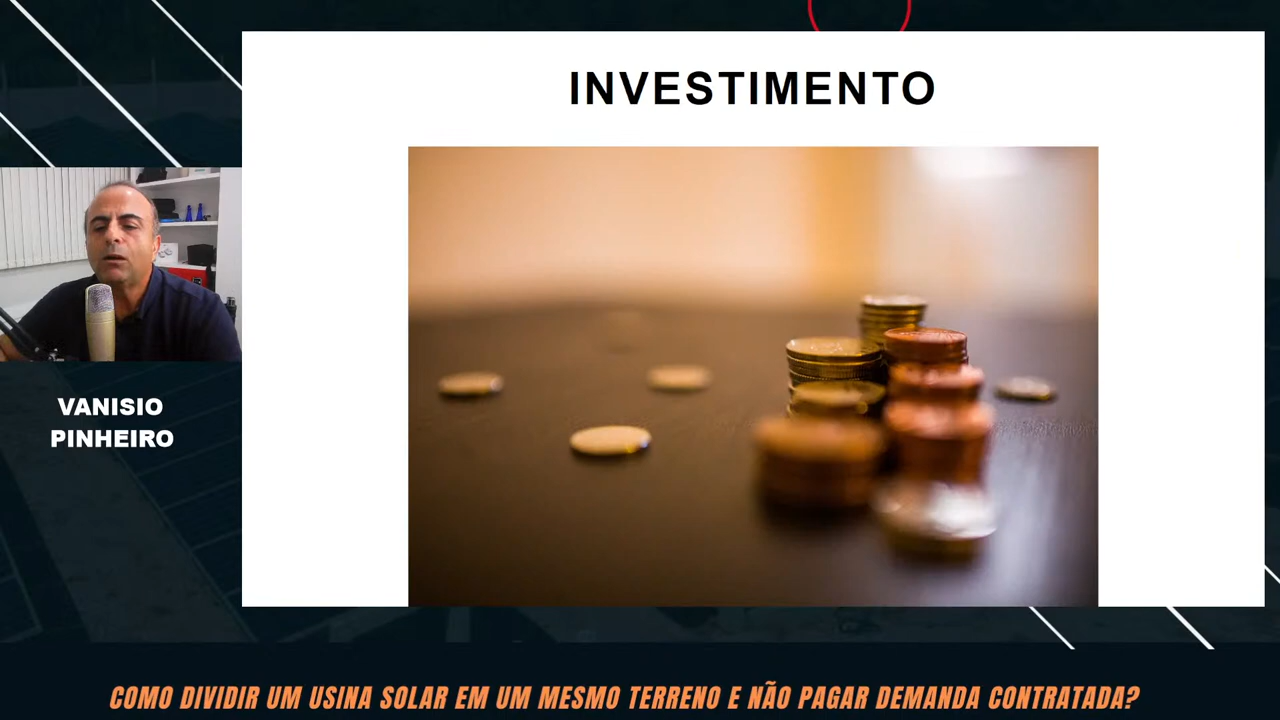 INVESTIMENTO
VANISIO
PINHEIRO
COMO DIVIDIR UM USINA SOLAR EM UM MESMO TERRENO E NÃO PAGAR DEMANDA CONTRATADA?